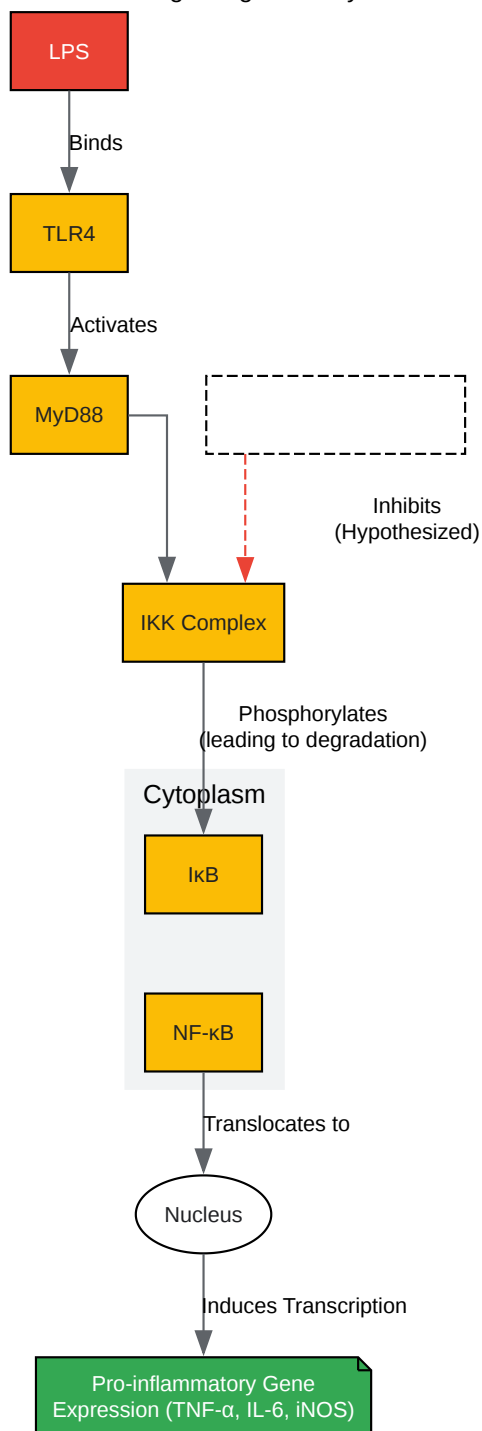 LPS
Binds
TLR4
Activates
MyD88
Inhibits
(Hypothesized)
IKK Complex
Phosphorylates
(leading to degradation)
Cytoplasm
IκB
NF-κB
Translocates to
Nucleus
Induces Transcription
Pro-inflammatory Gene
Expression (TNF-α, IL-6, iNOS)